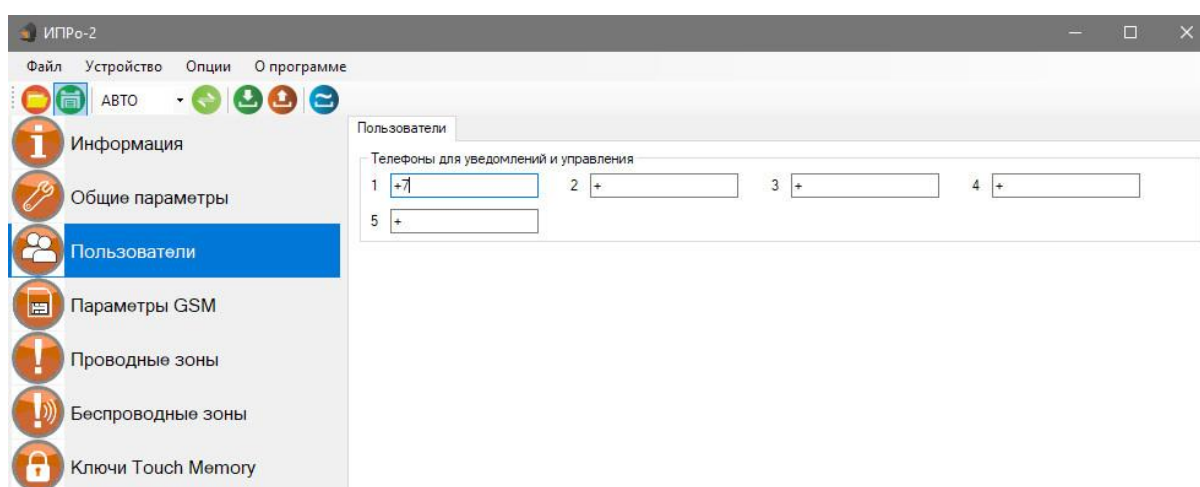 ИПРо-2
Файл Устройство Опции О программе
АВТО
Информация
Общие параметры
Пользователи
Параметры GSM
Проводные зоны
Беспроводные зоны
Ключи Touch Memory
Пользователи
Телефоны для уведомлений и управления
1 +7 2 + 3 + 4 +
5 +